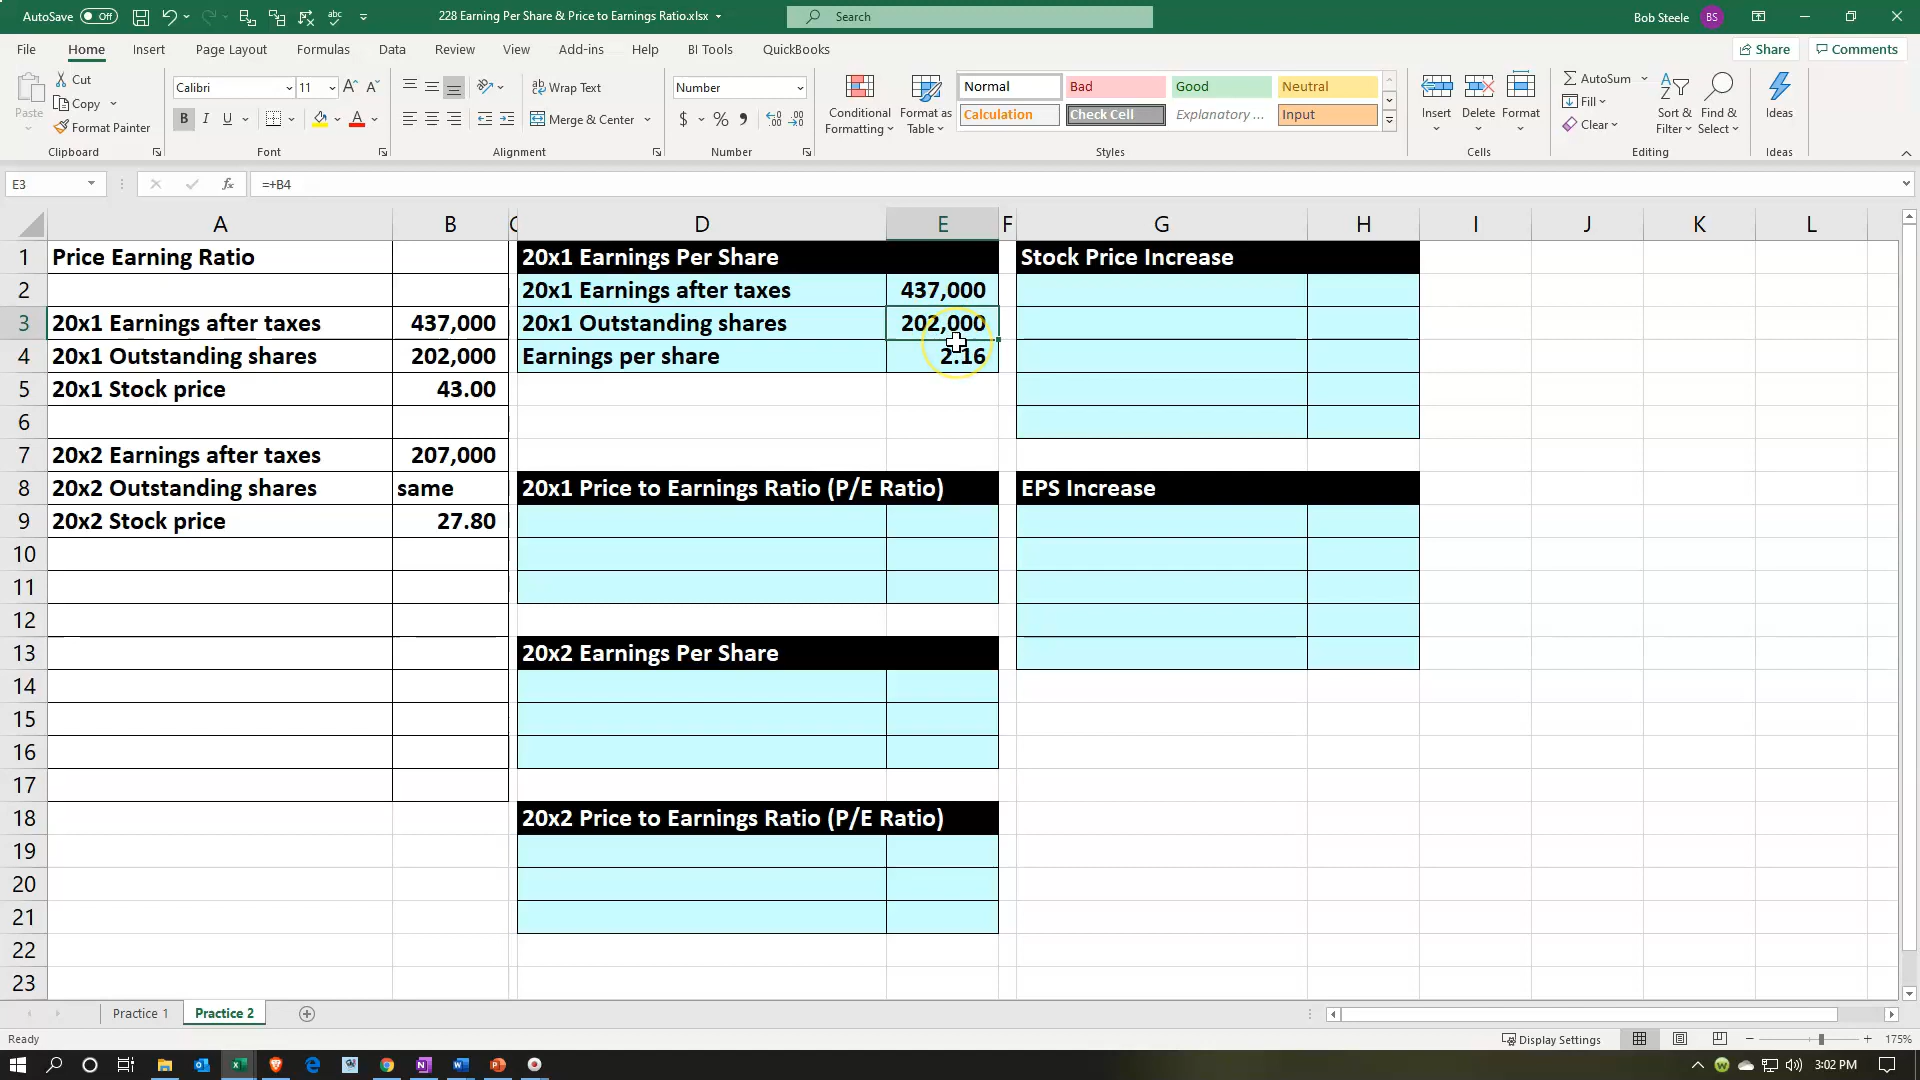 AutoSave Off
228 Earning Per Share & Price to Earnings Ratio.xlsx
Search
Bob Steele BS
File Home Insert Page Layout Formulas Data Review View Add-ins Help BI Tools QuickBooks
Share Comments
Paste
Cut
Copy
Format Painter
Clipboard
Calibri 11
B I U
Font
Wrap Text
Merge & Center
Alignment
Number
$ % 9
Number
Conditional Formatting
Format as Table
Normal Bad Good Neutral
Calculation Check Cell Explanatory ... Input
Styles
Insert Delete Format
Cells
AutoSum
Fill
Clear
Sort & Filter
Find & Select
Editing
Ideas
Ideas
E3 fx =+B4
A B C D E F G H I J K L
1 Price Earning Ratio 20x1 Earnings Per Share Stock Price Increase
2 20x1 Earnings after taxes 437,000
3 20x1 Earnings after taxes 437,000 20x1 Outstanding shares 202,000
4 20x1 Outstanding shares 202,000 Earnings per share 2.16
5 20x1 Stock price 43.00
6
7 20x2 Earnings after taxes 207,000
8 20x2 Outstanding shares same 20x1 Price to Earnings Ratio (P/E Ratio) EPS Increase
9 20x2 Stock price 27.80
10
11
12
13 20x2 Earnings Per Share
14
15
16
17
18 20x2 Price to Earnings Ratio (P/E Ratio)
19
20
21
22
23
Practice 1 Practice 2
Ready Display Settings 175%
3:02 PM